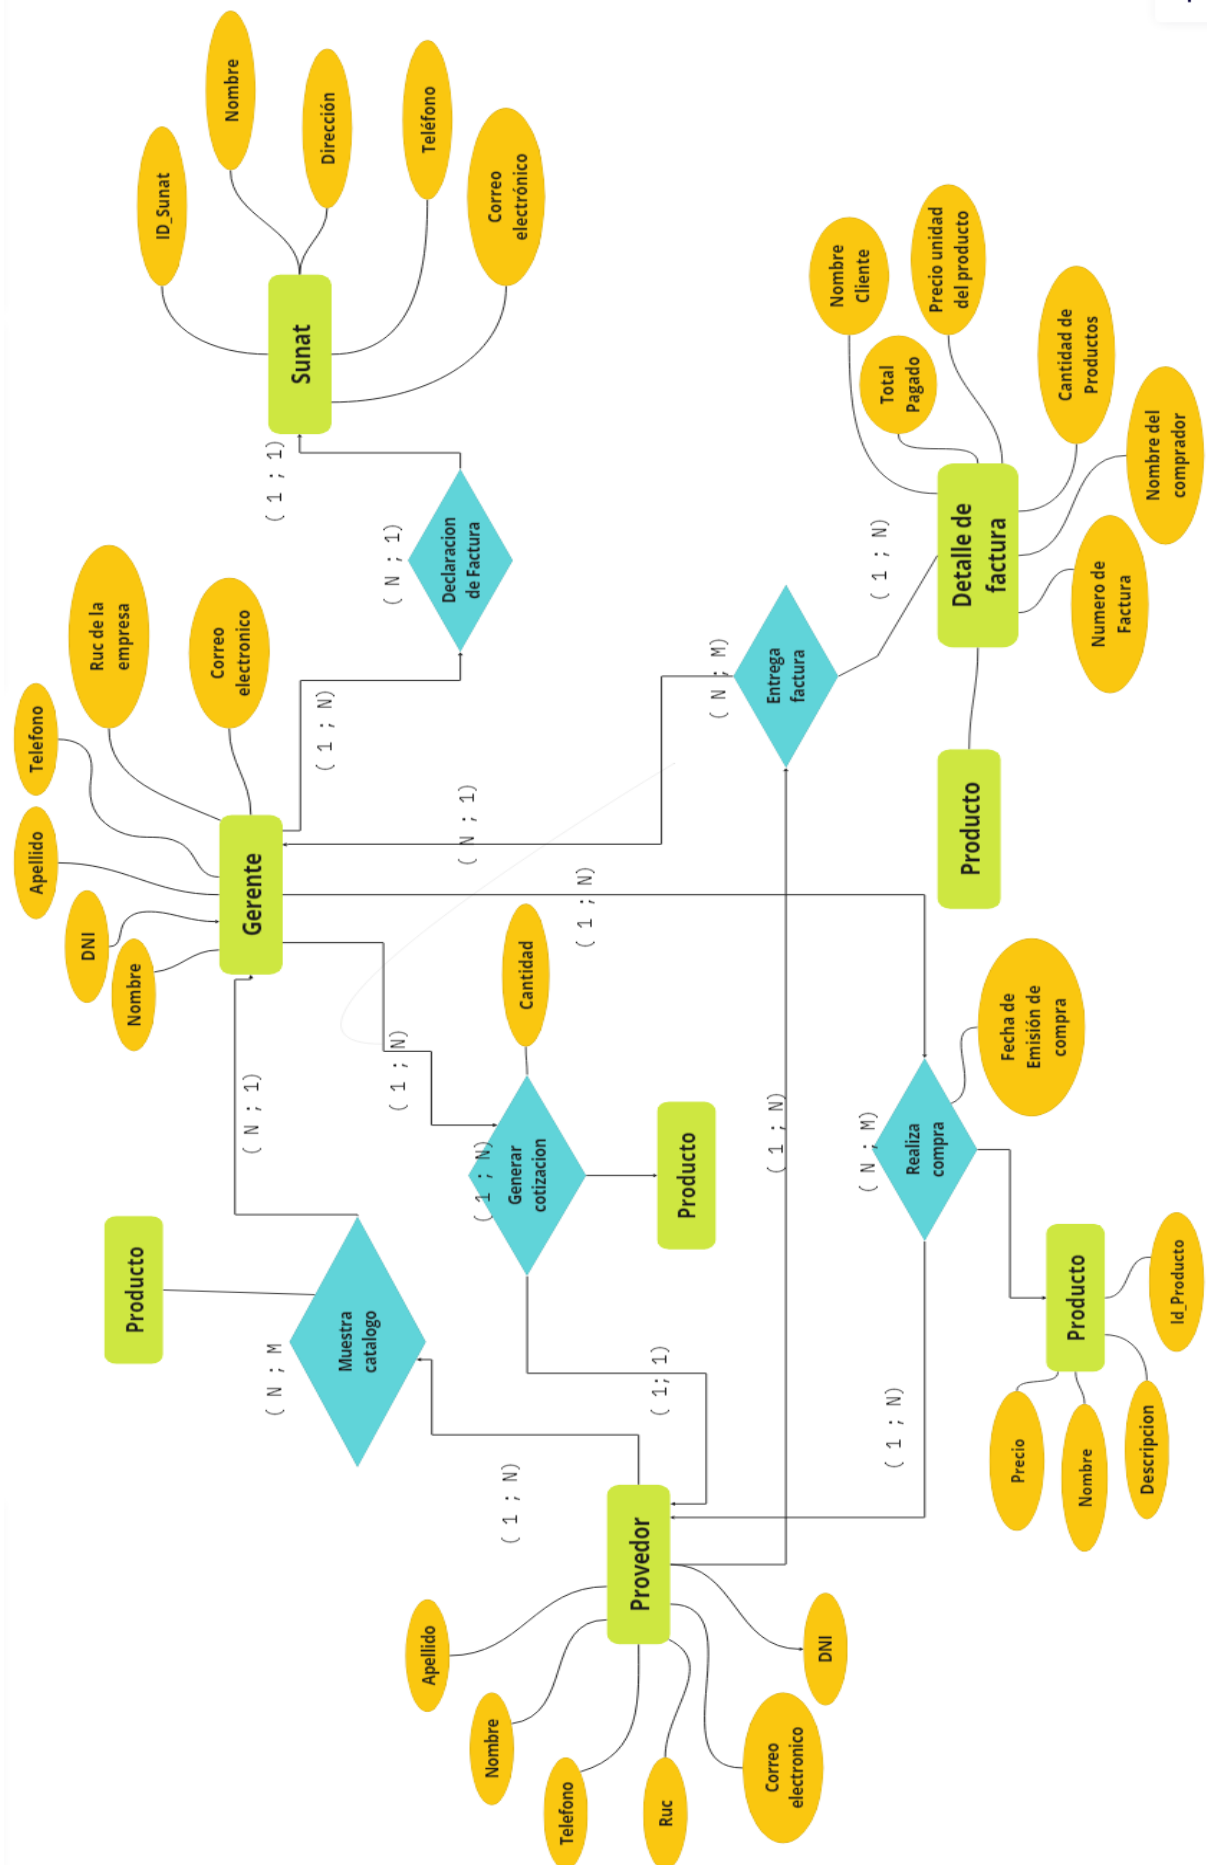 Apellido
Telefono
DNI
Nombre
Ruc de la
empresa
Producto
ID_Sunat
Correo
electronico
Nombre
Gerente
( N ; 1)
( N ; M
( 1 ; 1)
Sunat
Dirección
( 1 ; N)
Muestra
catalogo
( 1 ; N)
( N ; 1)
Teléfono
Apellido
Declaracion
de Factura
( N ; 1)
( 1 ; N)
Nombre
( 1 ; N)
Generar
cotizacion
Cantidad
Correo
electrónico
Telefono
( 1 ; N)
Provedor
( 1; 1)
Ruc
Producto
( N ; M)
Correo
electronico
( 1 ; N)
Entrega
factura
DNI
Nombre
Cliente
( N ; M)
( 1 ; N)
( 1 ; N)
Total
Pagado
Realiza
compra
Precio unidad
del producto
Producto
Detalle de
factura
Precio
Fecha de
Emisión de
compra
Cantidad de
Productos
Producto
Nombre
Numero de
Factura
Descripcion
Nombre del
comprador
Id_Producto